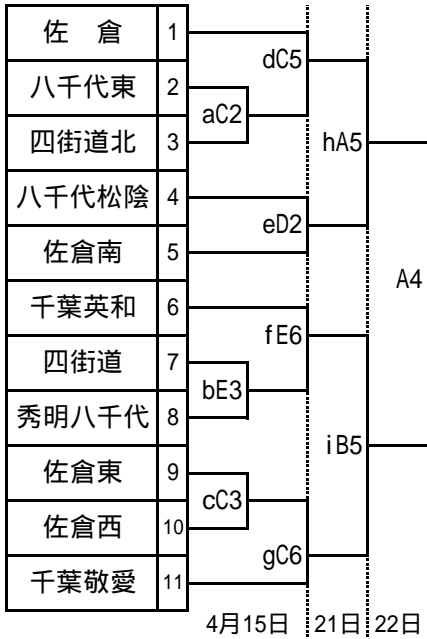 佐 倉 1
八千代東 2
四街道北 3
八千代松陰 4
佐倉南 5
千葉英和 6
四街道 7
秀明八千代 8
佐倉東 9
佐倉西 10
千葉敬愛 11
dC5
aC2
hA5
eD2
A4
fE6
bE3
iB5
cC3
gC6
4月15日 21日 22日